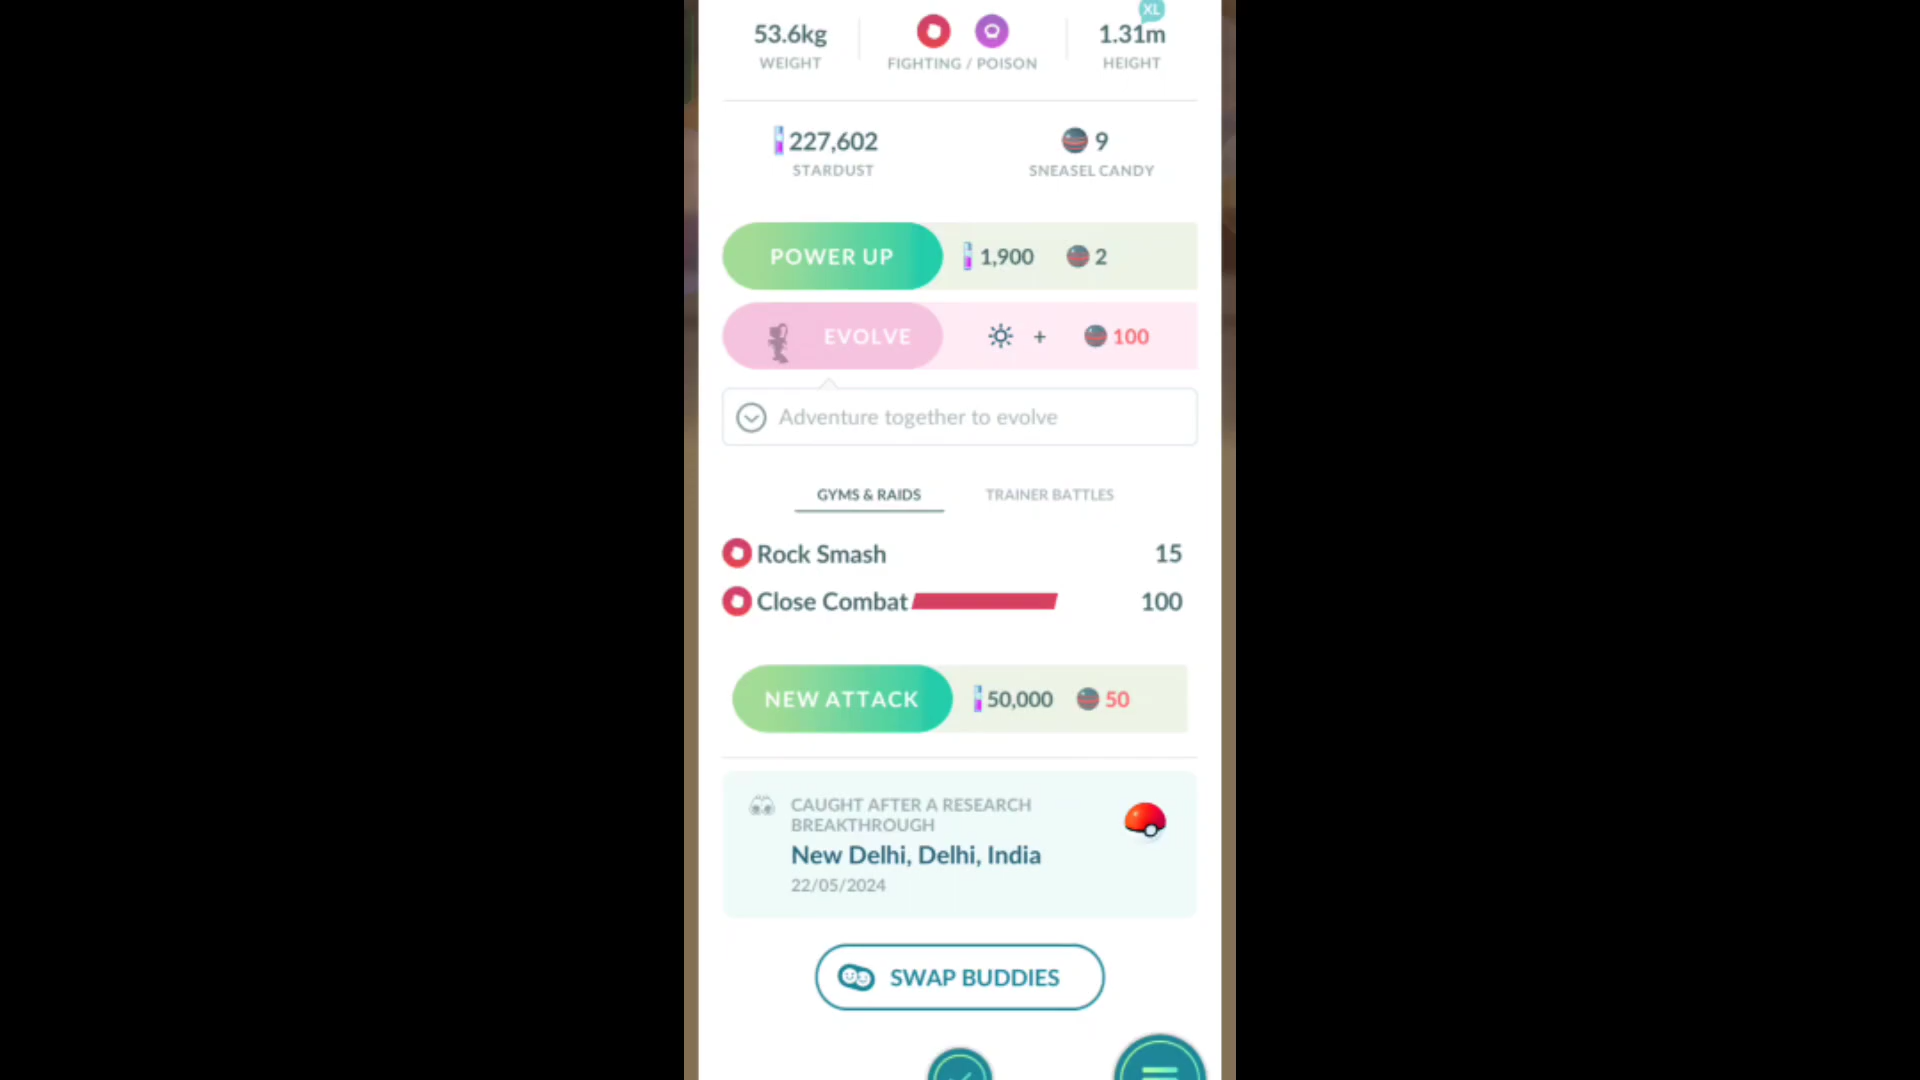 XL
53.6kg
WEIGHT
FIGHTING / POISON
1.31m
HEIGHT
227,602
STARDUST
9
SNEASEL CANDY
POWER UP 1,900 2
EVOLVE + 100
Adventure together to evolve
GYMS & RAIDS TRAINER BATTLES
Rock Smash 15
Close Combat 100
NEW ATTACK 50,000 50
CAUGHT AFTER A RESEARCH
BREAKTHROUGH
New Delhi, Delhi, India
22/05/2024
SWAP BUDDIES